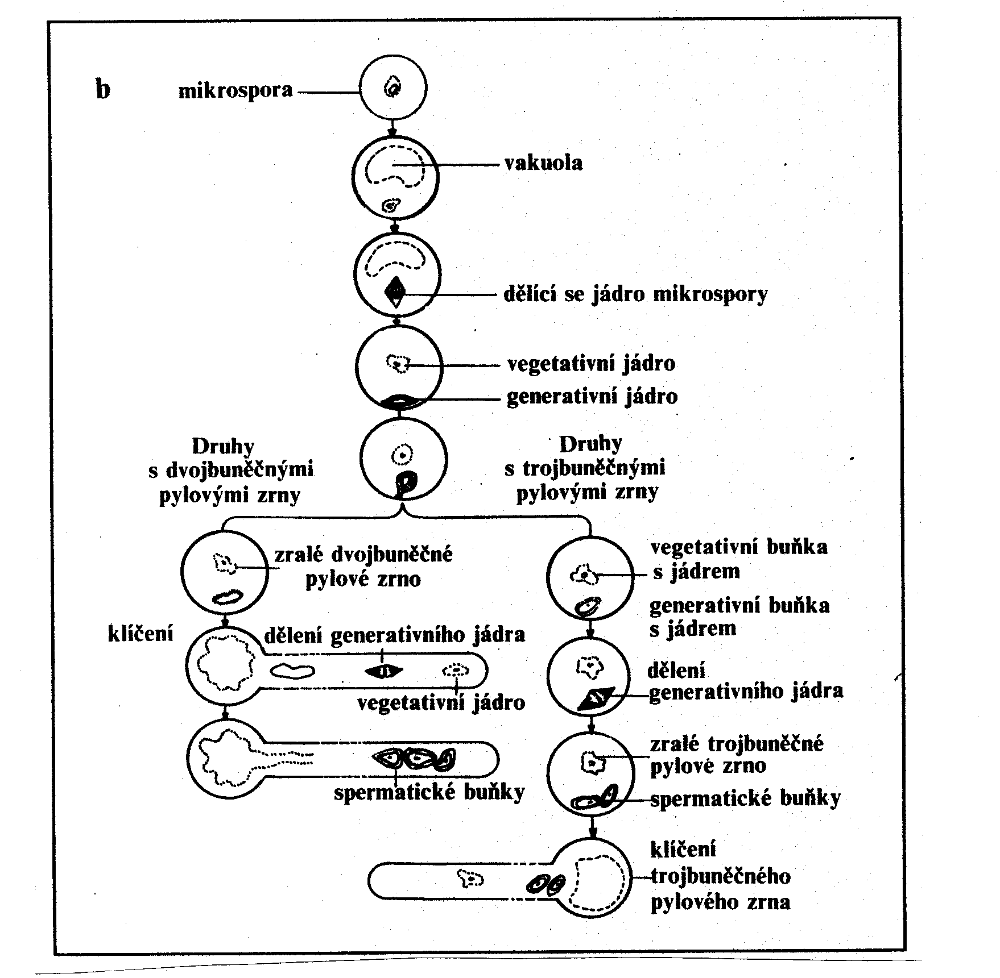 b
mikrospora
vakuola
dělící se jádro mikrospory
vegetativní jádro
generativní jádro
Druhy
s dvojbuněčnými
pylovými zrny
Druhy
s trojbuněčnými
pylovými zrny
zralé dvojbuněčné
pylové zrno
klíčení
dělení generativního jádra
vegetativní jádro
spermatické buňky
vegetativní buňka
s jádrem
generativní buňka
s jádrem
dělení
generativního jádra
zralé trojbuněčné
pylové zrno
spermatické buňky
klíčení
trojbuněčného
pylového zrna